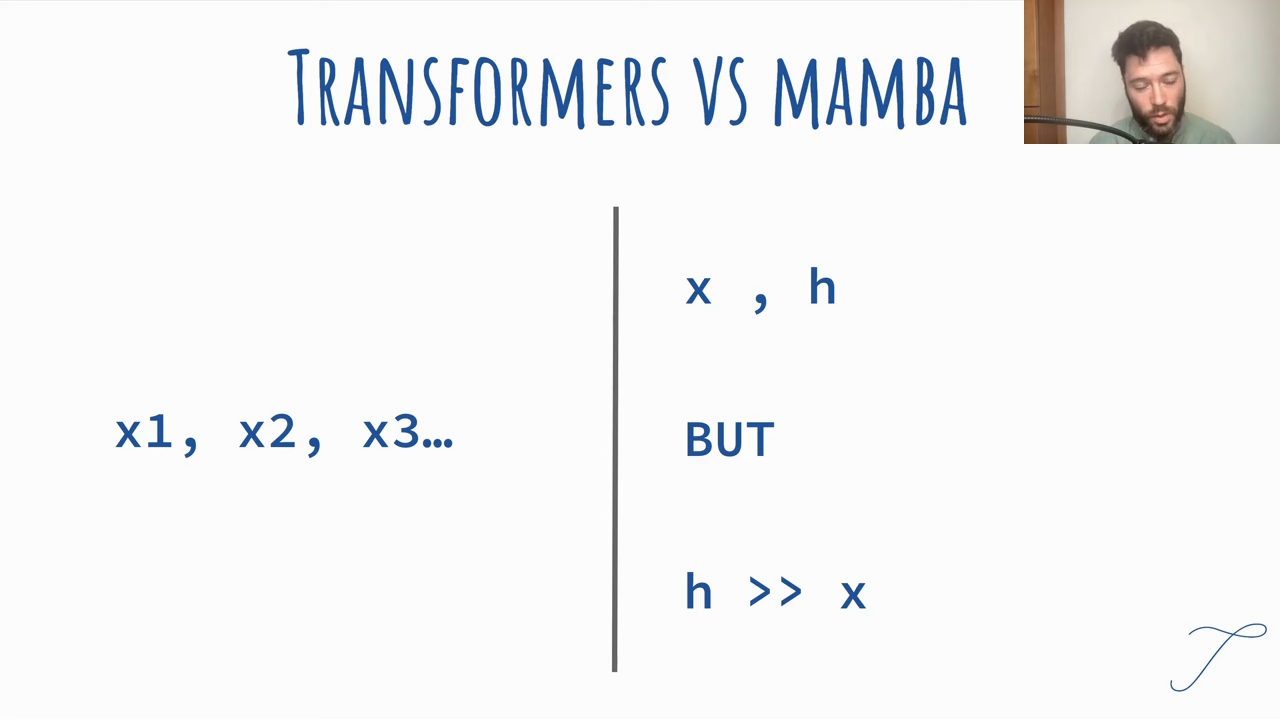 Transformers vs mamba
x1, x2, x3…
x , h
BUT
h >> x
T